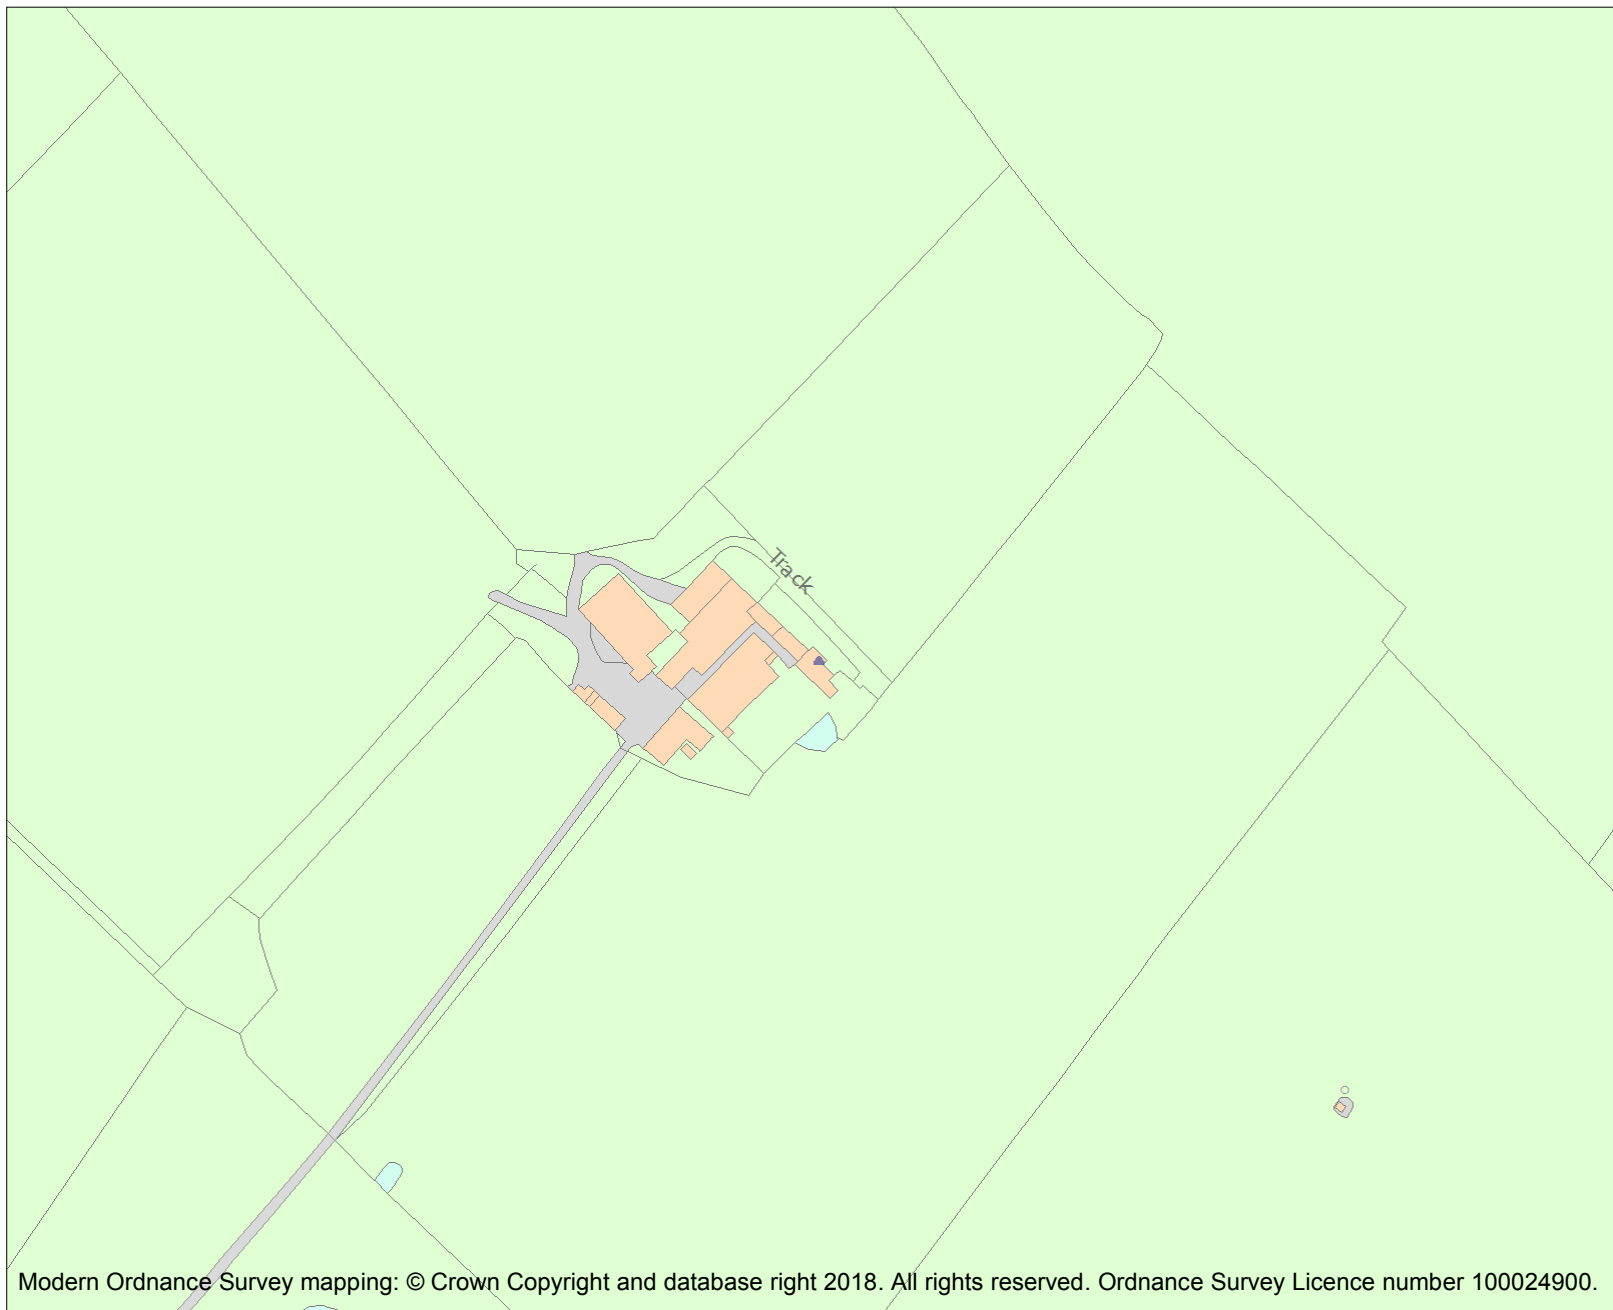 Track
Modern Ordnance Survey mapping: © Crown Copyright and database right 2018. All rights reserved. Ordnance Survey Licence number 100024900.